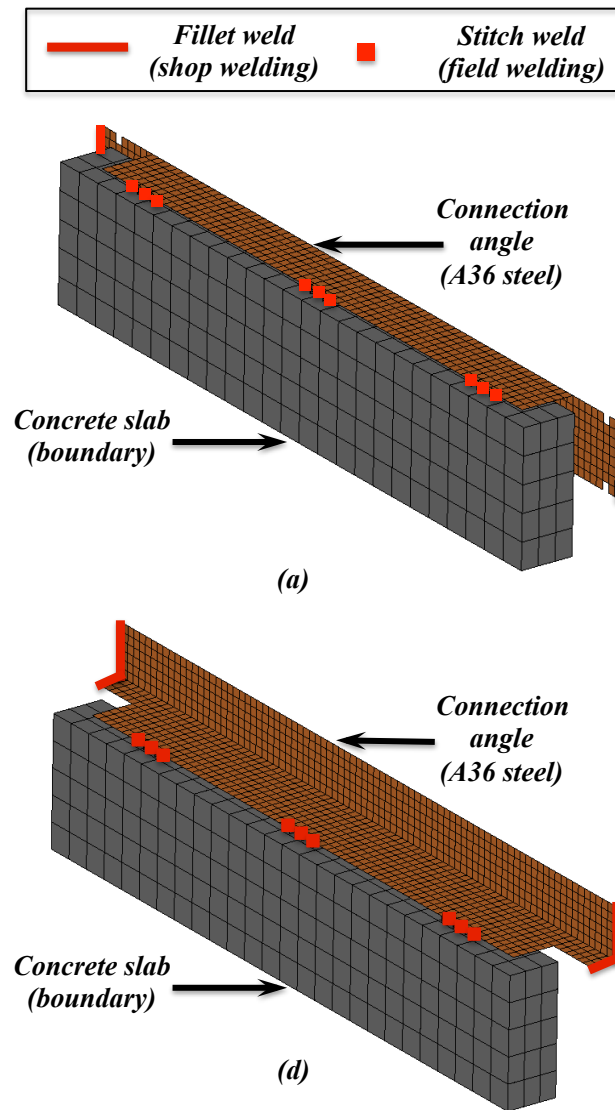 Fillet weld
(shop welding)
Stitch weld
(field welding)
Connection
angle
(A36 steel)
Concrete slab
(boundary)
(a)
Connection
angle
(A36 steel)
Concrete slab
(boundary)
(d)